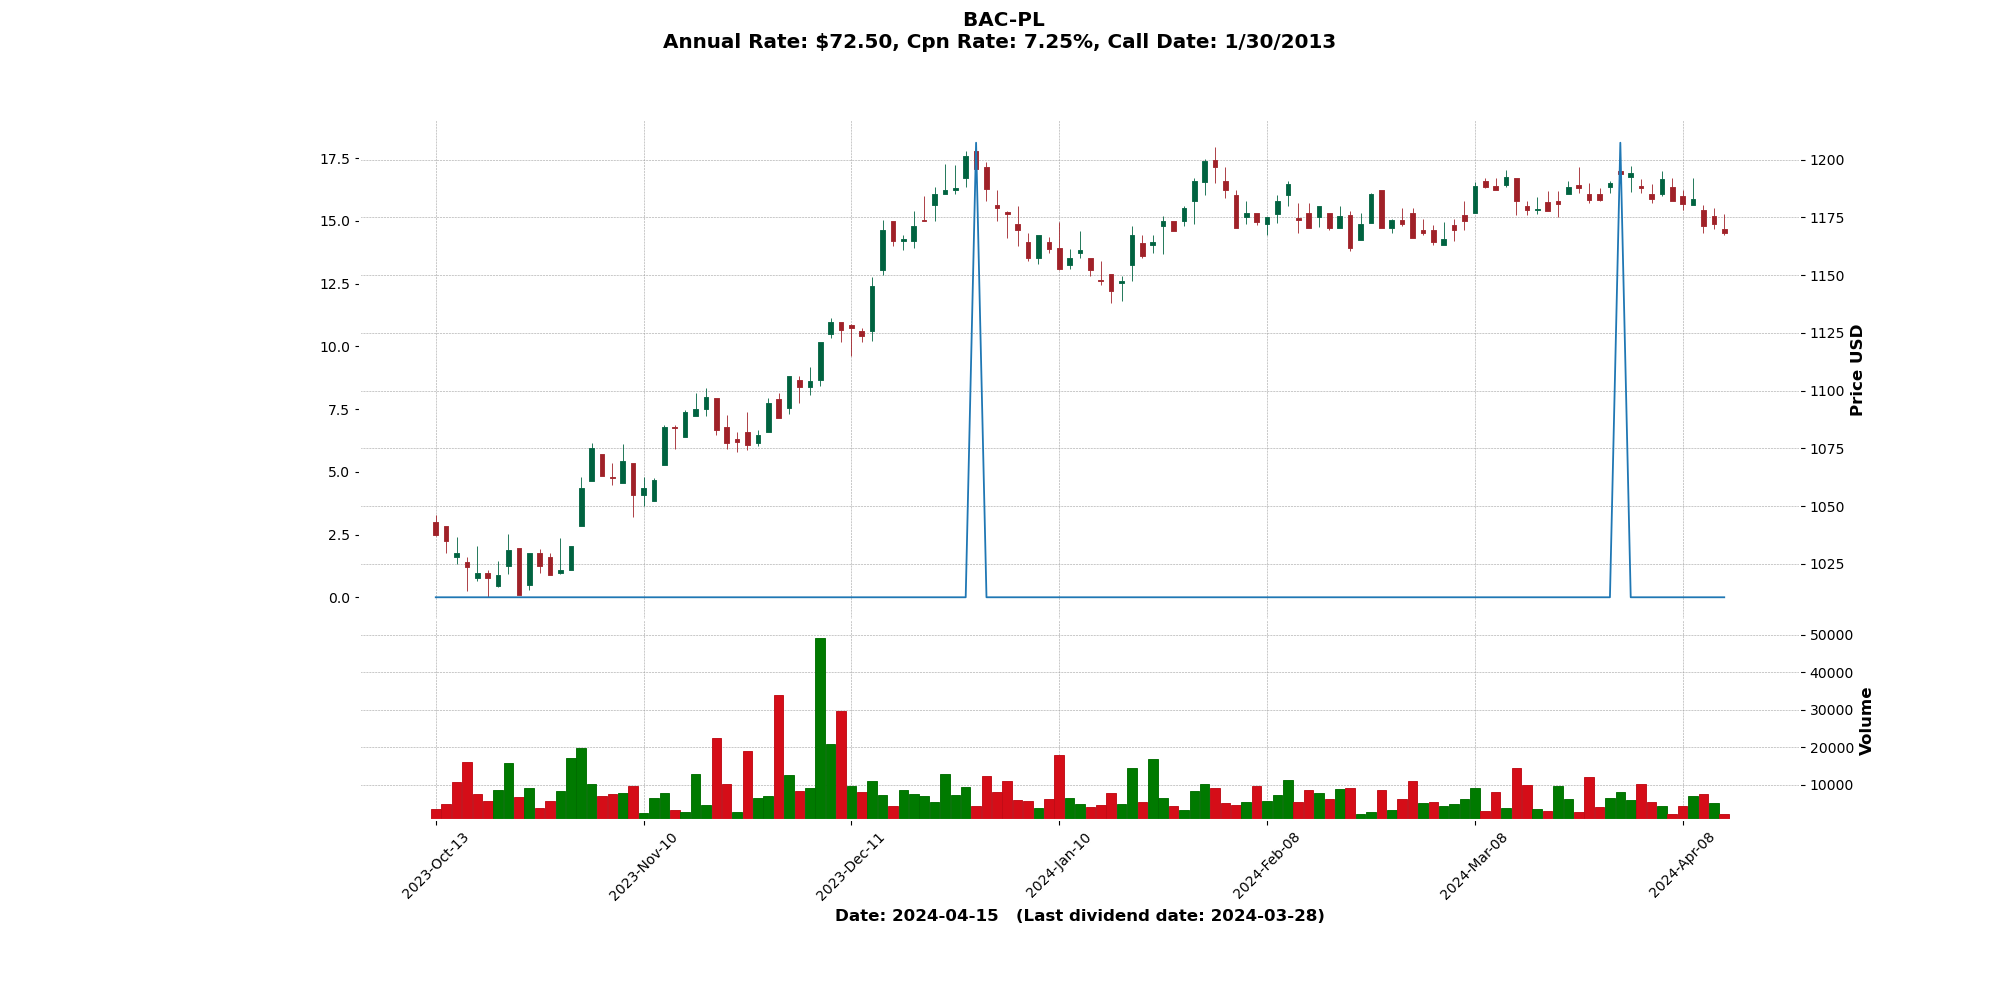 BAC-PL
Annual Rate: $72.50, Cpn Rate: 7.25%, Call Date: 1/30/2013
17.5
15.0
12.5
10.0
7.5
5.0
2.5
0.0
1200
1175
1150
1125
1100
1075
1050
1025
Price USD
50000
40000
30000
20000
10000
Volume
2023-Oct-13
2023-Nov-10
2023-Dec-11
2024-Jan-10
2024-Feb-08
2024-Mar-08
2024-Apr-08
Date: 2024-04-15   (Last dividend date: 2024-03-28)